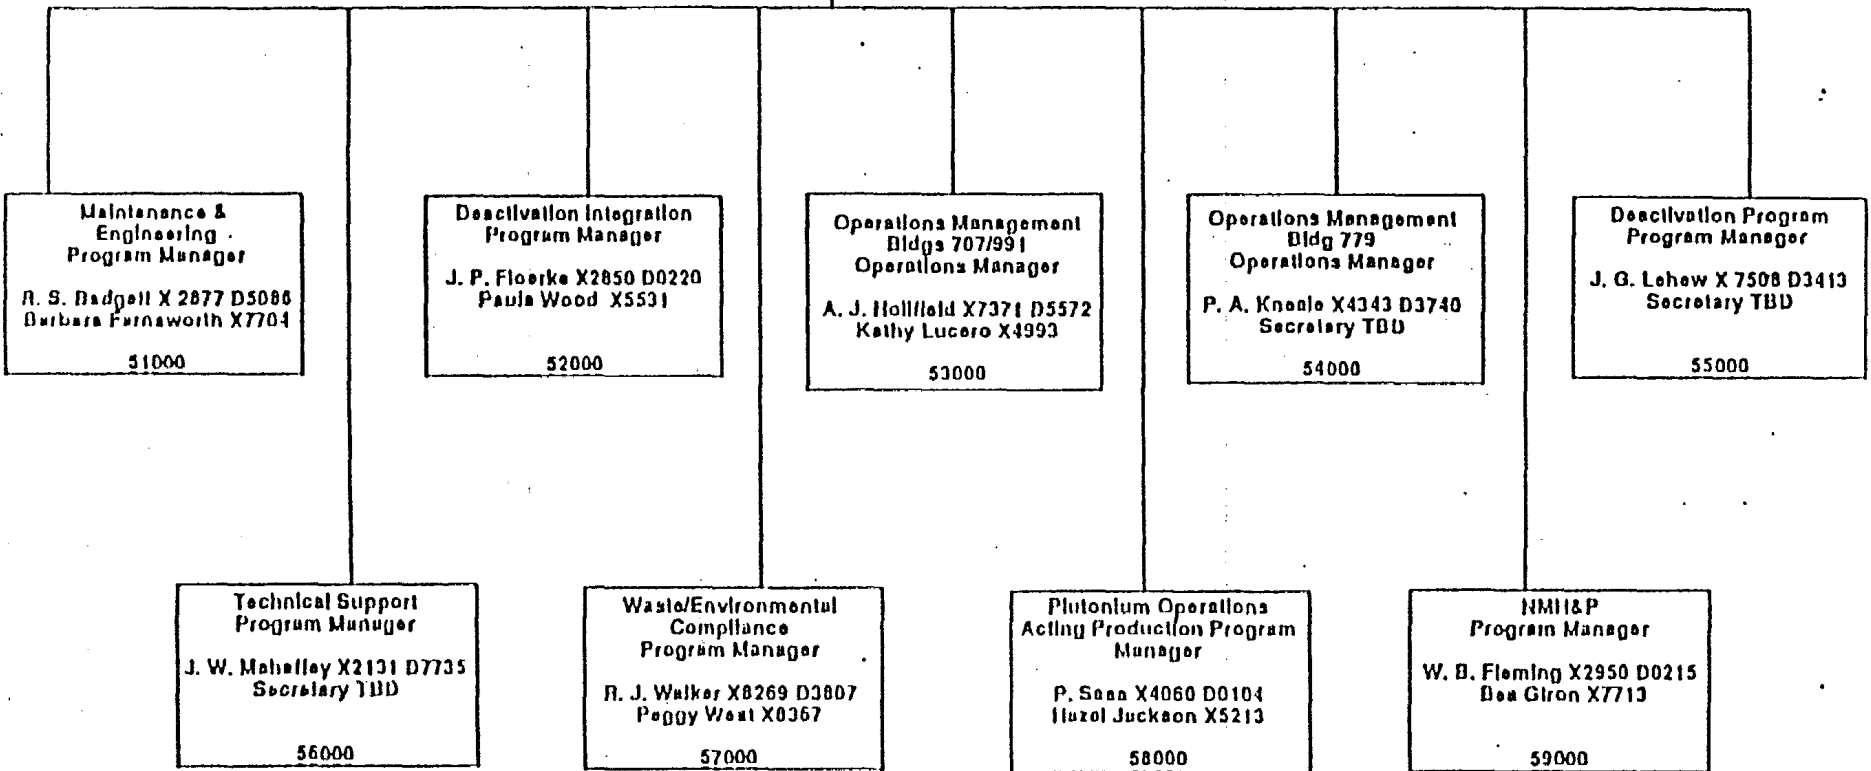 Maintenance &
Engineering
Program Manager
R. S. Badgell X 2877 D5086
Barbara Farnsworth X7704
51000
Deactivation Integration
Program Manager
J. P. Floerke X2850 D0220
Paula Wood X5531
52000
Operations Management
Bldgs 707/991
Operations Manager
A. J. Hollifield X7371 D5572
Kathy Lucero X4993
53000
Operations Management
Bldg 779
Operations Manager
P. A. X4343 D3740
Secretary TBD
54000
Deactivation Program
Program Manager
J. G. Lehew X 7508 D3413
Secretary TBD
55000
Technical Support
Program Manager
J. W. Mahaffey X2131 D7735
Secretary TBD
56000
Waste/Environmental
Compliance
Program Manager
R. J. Walker X8269 D3807
Peggy West
57000
Plutonium Operations
Acting Production Program
Manager
P. X4060 D0104
Hazel Jackson X5213
58000
NMH&P
Program Manager
W. B. Fleming X2950 D0215
Bea Giron X7713
59000